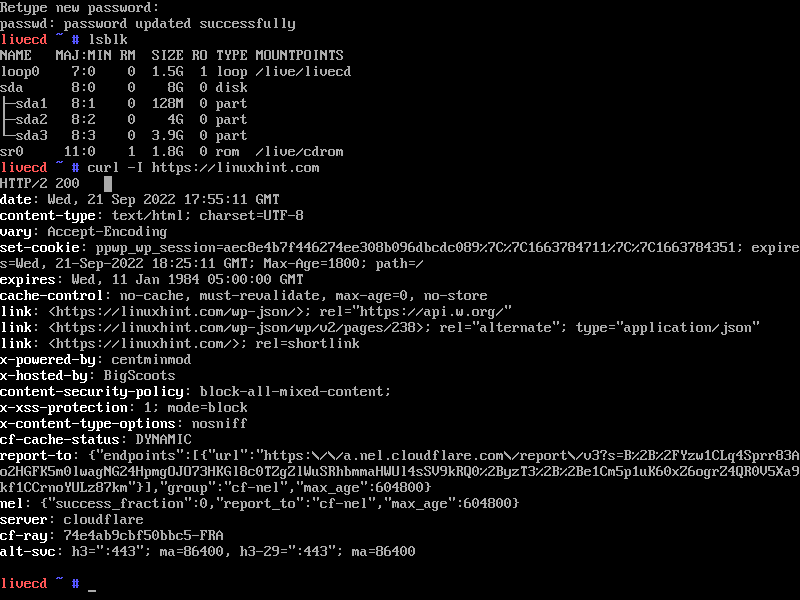 Retype new password:
passwd: password updated successfully
livecd ~ # lsblk
NAME   MAJ:MIN RM  SIZE RO TYPE MOUNTPOINTS
loop0    7:0    0  1.5G  1 loop /live/livecd
sda      8:0    0    8G  0 disk
├─sda1   8:1    0  128M  0 part
├─sda2   8:2    0    4G  0 part
└─sda3   8:3    0  3.9G  0 part
sr0     11:0    1  1.8G  0 rom  /live/cdrom
livecd ~ # curl -I https://linuxhint.com
HTTP/2 200
date: Wed, 21 Sep 2022 17:55:11 GMT
content-type: text/html; charset=UTF-8
vary: Accept-Encoding
set-cookie: ppwp_wp_session=aec8e4b7f446274ee308b096dbcdc089%7C%7C1663784711%7C%7C1663784351; expire
s=Wed, 21-Sep-2022 18:25:11 GMT; Max-Age=1800; path=/
expires: Wed, 11 Jan 1984 05:00:00 GMT
cache-control: no-cache, must-revalidate, max-age=0, no-store
link: <https://linuxhint.com/wp-json/>; rel="https://api.w.org/"
link: <https://linuxhint.com/wp-json/wp/v2/pages/238>; rel="alternate"; type="application/json"
link: <https://linuxhint.com/>; rel=shortlink
x-powered-by: centminmod
x-hosted-by: BigScoots
content-security-policy: block-all-mixed-content;
x-xss-protection: 1; mode=block
x-content-type-options: nosniff
cf-cache-status: DYNAMIC
report-to: {"endpoints":[{"url":"https:\/\/a.nel.cloudflare.com\/report\/v3?s=B%2B%2FYzw1CLq4Sprr83A
o2HGFK5m0lwagNG24HpmgOJO73HKGl8c0TZgZlWuSRhbmmaHWUl4sSV9kRQ0%2ByzT3%2B%2Be1Cm5p1uK60xZ6ogrZ4QR0V5Xa9
kf1CCrnoYULz87km"}],"group":"cf-nel","max_age":604800}
nel: {"success_fraction":0,"report_to":"cf-nel","max_age":604800}
server: cloudflare
cf-ray: 74e4ab9cbf50bbc5-FRA
alt-svc: h3=":443"; ma=86400, h3-29=":443"; ma=86400
livecd ~ # _